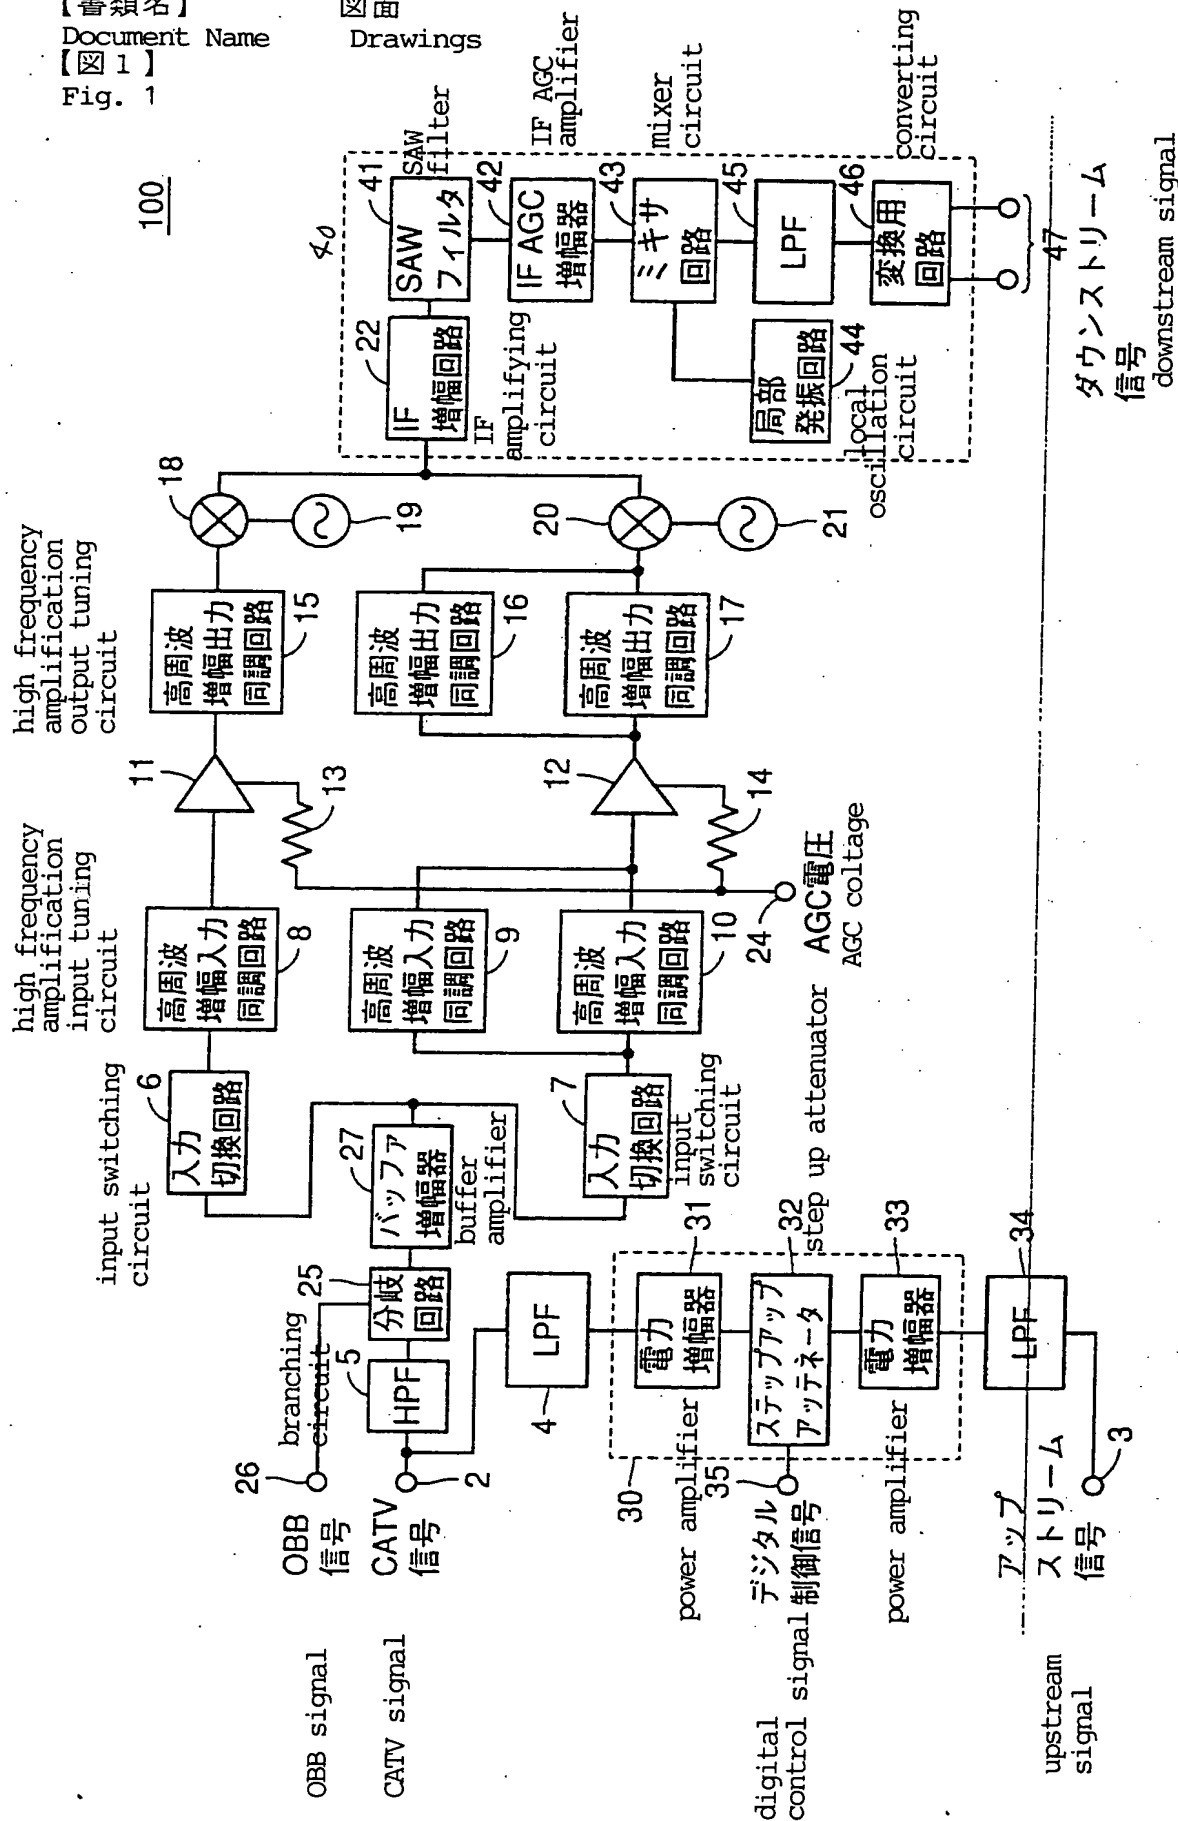 【書類名】 図面
Document Name Drawings
【図1】
Fig. 1
100
OBB signal
CATV signal
26
OBB
信号
CATV
信号
2
branching
circuit
5
HPF
25
分岐
回路
27
バッファ
増幅器
buffer
amplifier
input switching
circuit
6
入力
切換回路
7
入力
切換回路
input
switching
circuit
high frequency
amplification
input tuning
circuit
高周波
増幅入力
同調回路
8
高周波
増幅入力
同調回路
9
高周波
増幅入力
同調回路
10
11
13
12
14
24
AGC電圧
AGC coltage
high frequency
amplification
output tuning
circuit
高周波
増幅出力
同調回路
15
高周波
増幅出力
同調回路
16
高周波
増幅出力
同調回路
17
18
19
20
21
40
22
IF
増幅回路
IF
amplifying
circuit
41
SAW
フィルタ
SAW
filter
42
IF AGC
増幅器
IF AGC
amplifier
43
ミキサ
回路
mixer
circuit
局部
発振回路
44
local
oscillation
circuit
45
LPF
46
変換用
回路
converting
circuit
47
ダウンストリーム
信号
downstream signal
LPF
4
30
31
電力
増幅器
power amplifier
32
ステップアップ
アッテネータ
step up attenuator
35
デジタル
制御信号
digital
control signal
33
電力
増幅器
power amplifier
34
LPF
3
アップ
ストリーム
信号
upstream
signal